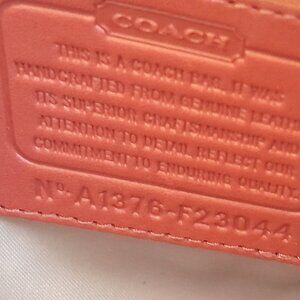 COACH
THIS IS A COACH BAG. IT WAS
HANDCRAFTED FROM GENUINE LEATHE
ITS SUPERIOR CRAFTSMANSHIP AND
ATTENTION TO DETAIL REFLECT OUR
COMMITMENT TO ENDURING QUALITY.
Nº. A1376-F23044